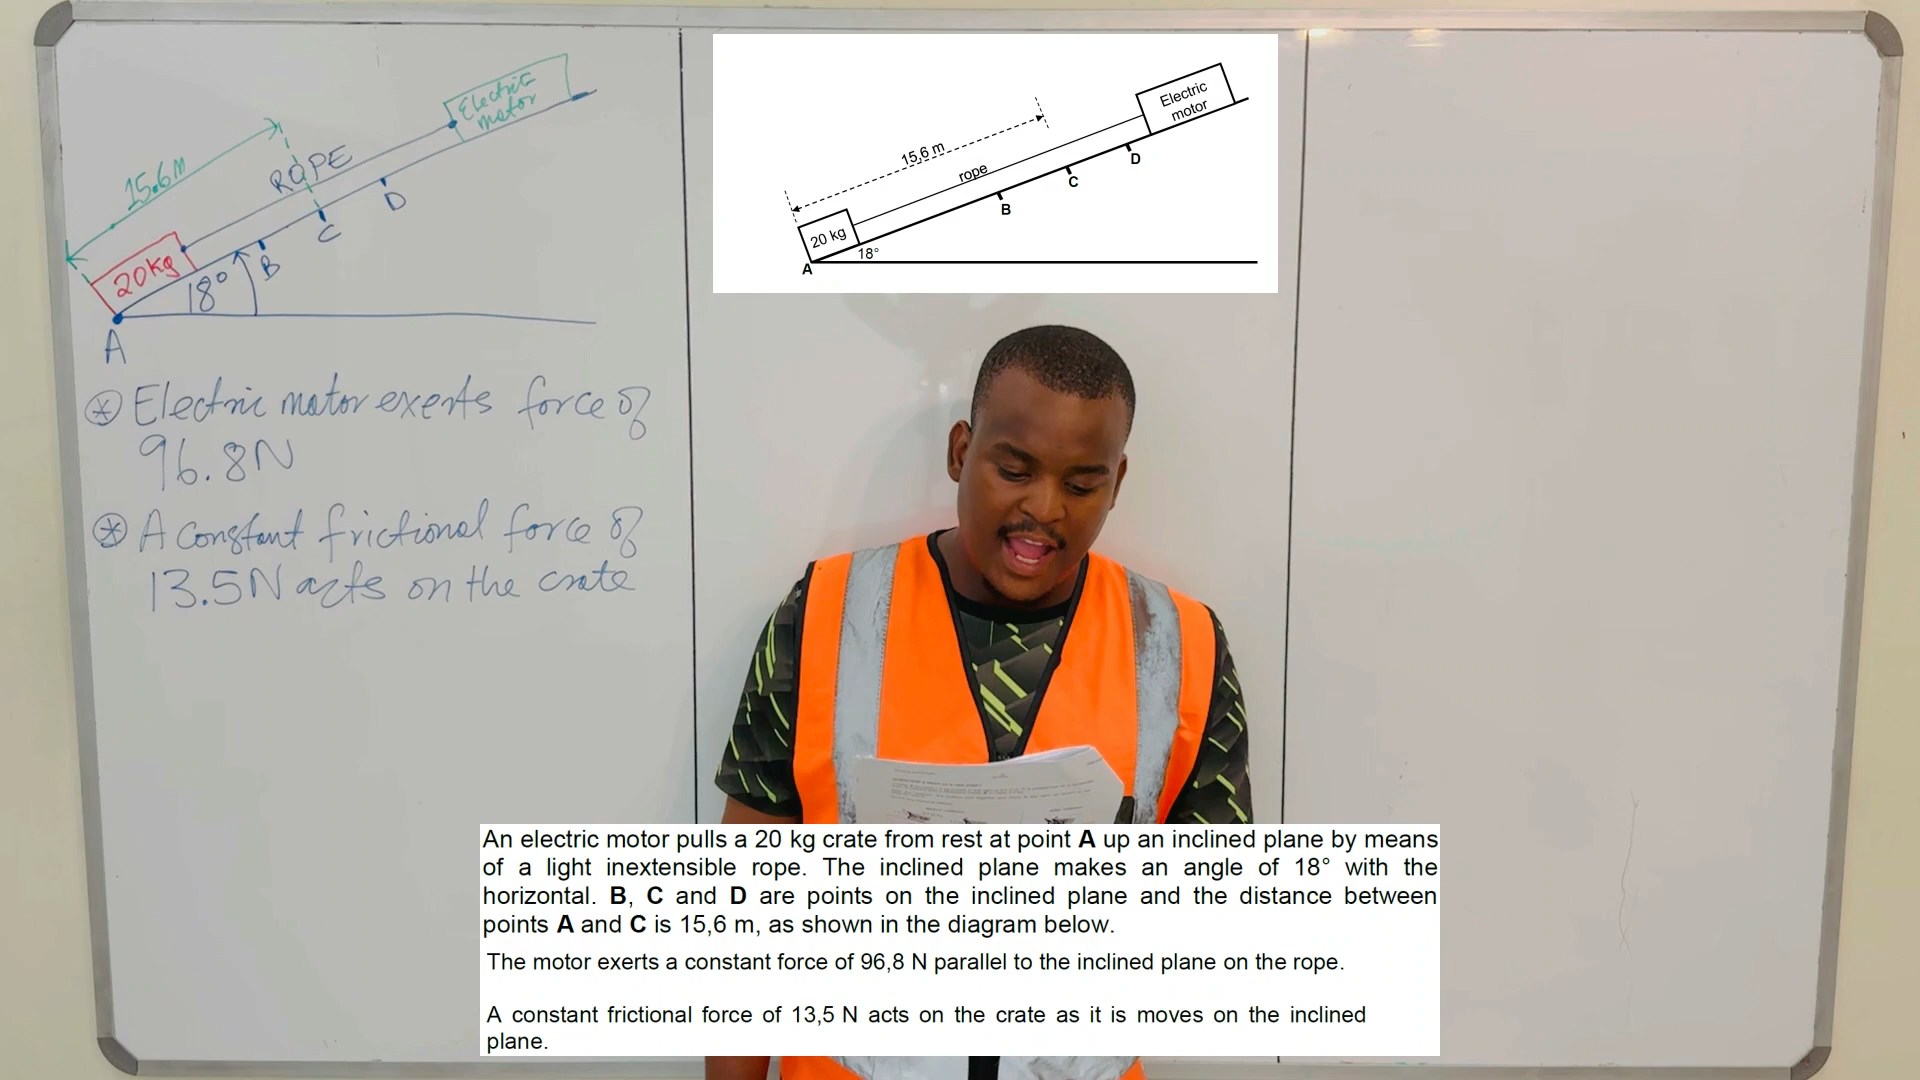 Electric
motor
15.6m
ROPE
D
C
20Kg
18°
B
A
⊛ Electric motor exerts force of
96.8N
⊛ A constant frictional force of
13.5N acts on the crate
Electric
motor
15,6 m
rope
D
C
B
20 kg
18°
A
An electric motor pulls a 20 kg crate from rest at point A up an inclined plane by means
of a light inextensible rope. The inclined plane makes an angle of 18° with the
horizontal. B, C and D are points on the inclined plane and the distance between
points A and C is 15,6 m, as shown in the diagram below.
The motor exerts a constant force of 96,8 N parallel to the inclined plane on the rope.
A constant frictional force of 13,5 N acts on the crate as it is moves on the inclined
plane.